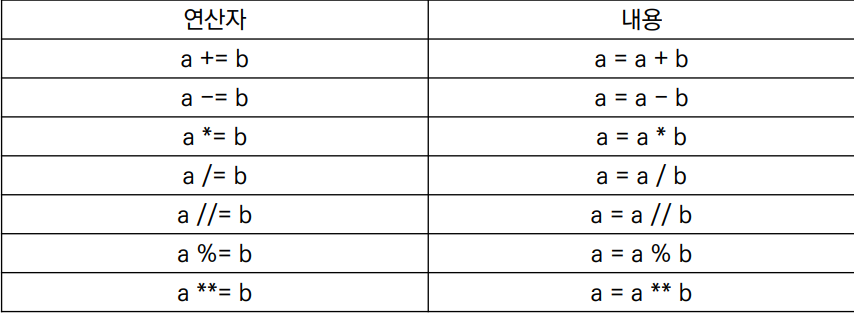 연산자 내용
a += b a = a + b
a −= b a = a − b
a *= b a = a * b
a /= b a = a / b
a //= b a = a // b
a %= b a = a % b
a **= b a = a ** b